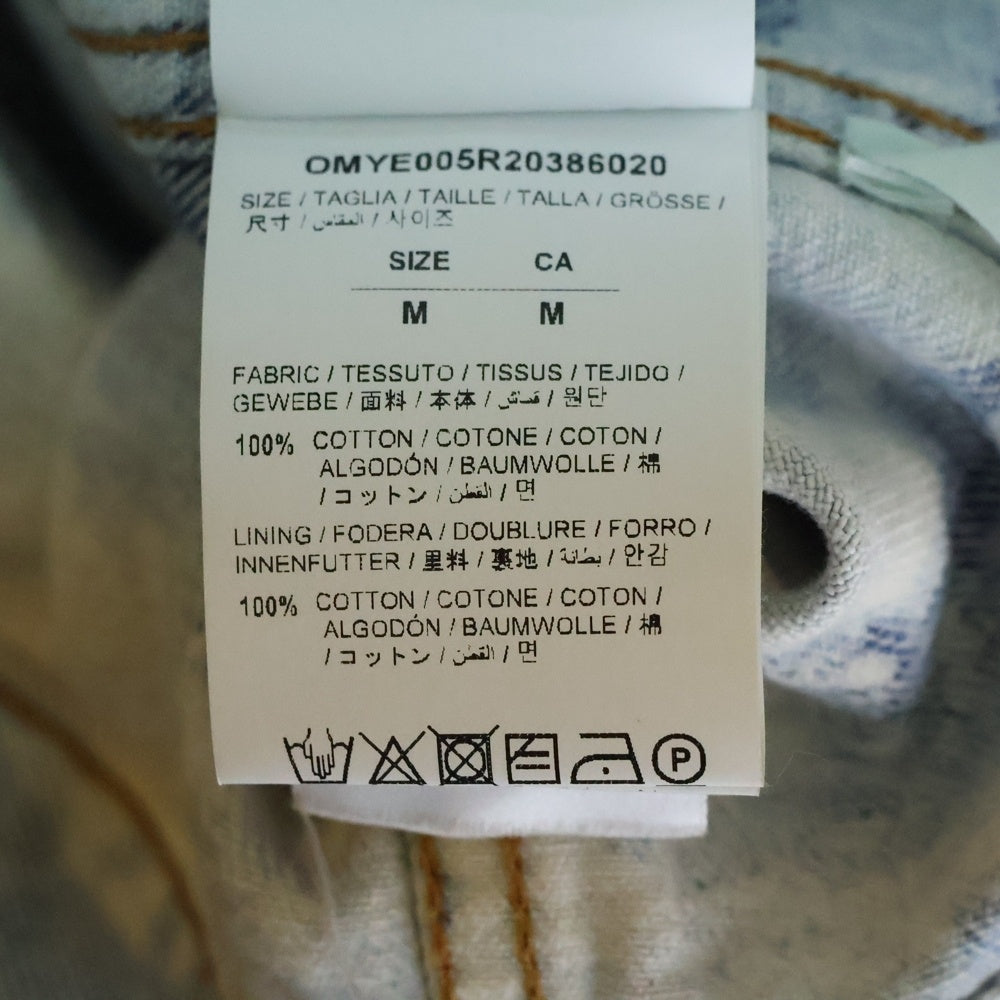 OMYE005R20386020
SIZE / TAGLIA / TAILLE / TALLA / GRÖSSE /
尺寸 / المقاس / 사이즈
SIZE CA
M M
FABRIC / TESSUTO / TISSUS / TEJIDO /
GEWEBE / 面料 / 本体 / قماش / 원단
100% COTTON / COTONE / COTON /
ALGODÓN / BAUMWOLLE / 棉
/ コットン / القطن / 면
LINING / FODERA / DOUBLURE / FORRO /
INNENFUTTER / 里料 / 裏地 / بطانة / 안감
100% COTTON / COTONE / COTON /
ALGODÓN / BAUMWOLLE / 棉
/ コットン / القطن / 면
P